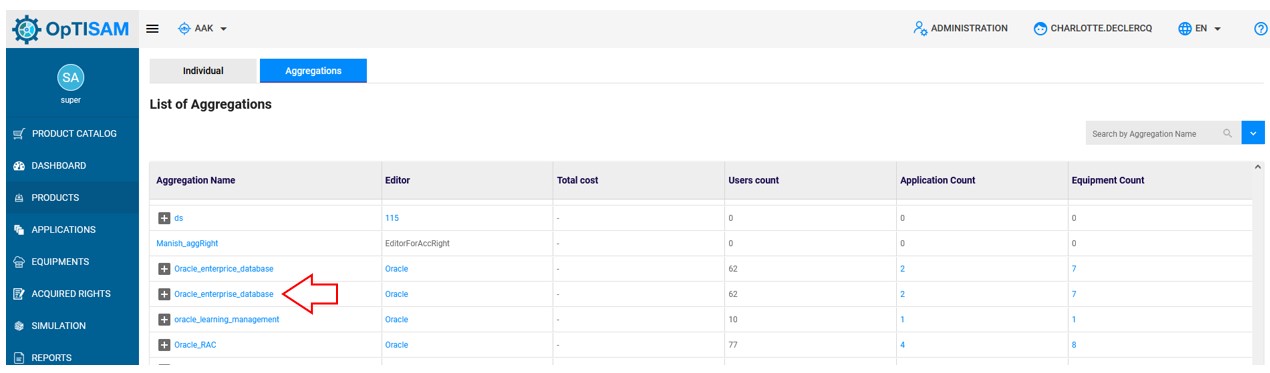 OpTISAM
AAK
ADMINISTRATION
CHARLOTTE.DECLERCQ
EN
SA
super
PRODUCT CATALOG
DASHBOARD
PRODUCTS
APPLICATIONS
EQUIPMENTS
ACQUIRED RIGHTS
SIMULATION
REPORTS
Individual Aggregations
List of Aggregations
Search by Aggregation Name
Aggregation Name Editor Total cost Users count Application Count Equipment Count
ds 115 - 0 0 0
Manish_aggRight EditorForAccRight - 0 0 0
Oracle_enterprice_database Oracle - 62 2 7
Oracle_enterprise_database Oracle - 62 2 7
oracle_learning_management Oracle - 10 1 1
Oracle_RAC Oracle - 77 4 8